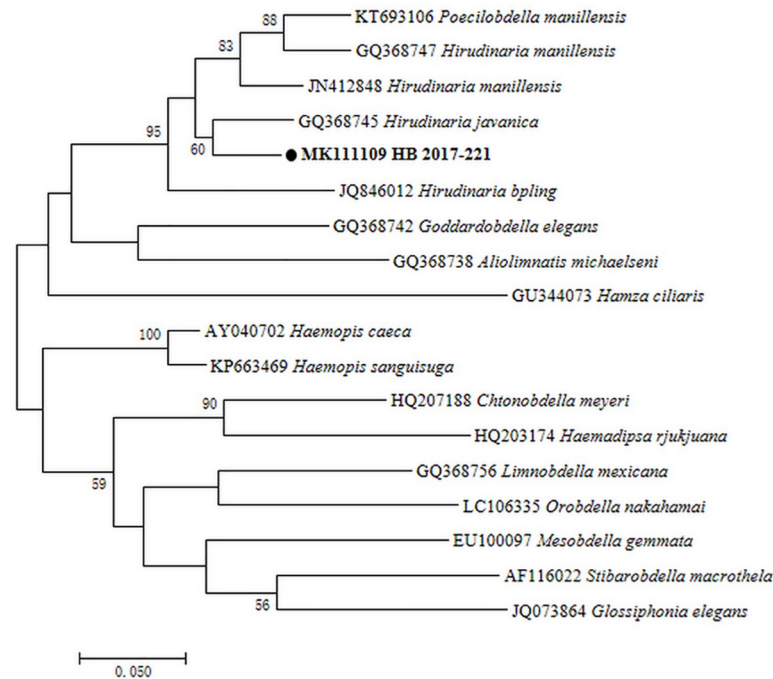 88
KT693106 Poecilobdella manillensis
83
GQ368747 Hirudinaria manillensis
JN412848 Hirudinaria manillensis
GQ368745 Hirudinaria javanica
95
60
MK111109 HB 2017-221
JQ846012 Hirudinaria bpling
GQ368742 Goddardobdella elegans
GQ368738 Aliolimnatis michaelseni
GU344073 Hamza ciliaris
100
AY040702 Haemopis caeca
KP663469 Haemopis sanguisuga
90
HQ207188 Chtonobdella meyeri
HQ203174 Haemadipsa rjukjuana
59
GQ368756 Limnobdella mexicana
LC106335 Orobdella nakahamai
EU100097 Mesobdella gemmata
AF116022 Stibarobdella macrothela
56
JQ073864 Glossiphonia elegans
0.050